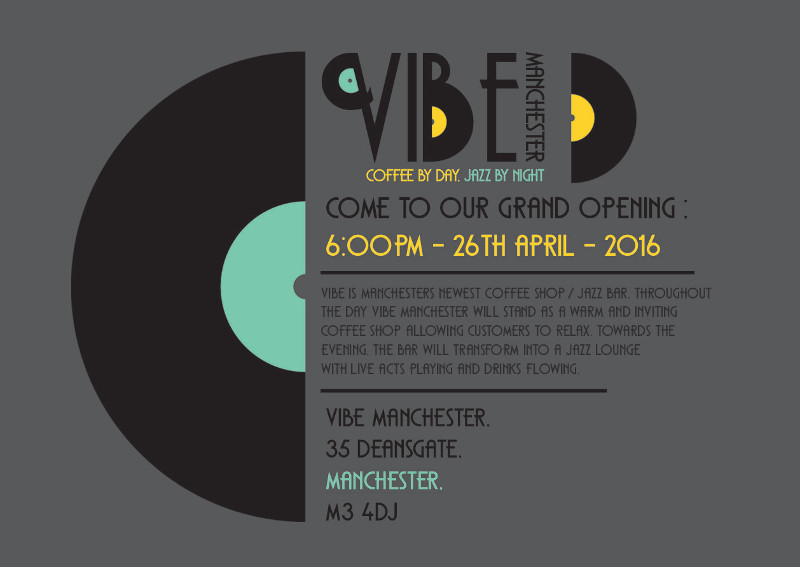 VIBE
MANCHESTER
COFFEE BY DAY. JAZZ BY NIGHT
COME TO OUR GRAND OPENING :
6:00PM – 26TH APRIL – 2016
VIBE IS MANCHESTERS NEWEST COFFEE SHOP / JAZZ BAR. THROUGHOUT
THE DAY VIBE MANCHESTER WILL STAND AS A WARM AND INVITING
COFFEE SHOP ALLOWING CUSTOMERS TO RELAX. TOWARDS THE
EVENING. THE BAR WILL TRANSFORM INTO A JAZZ LOUNGE
WITH LIVE ACTS PLAYING AND DRINKS FLOWING.
VIBE MANCHESTER.
35 DEANSGATE.
MANCHESTER.
M3 4DJ